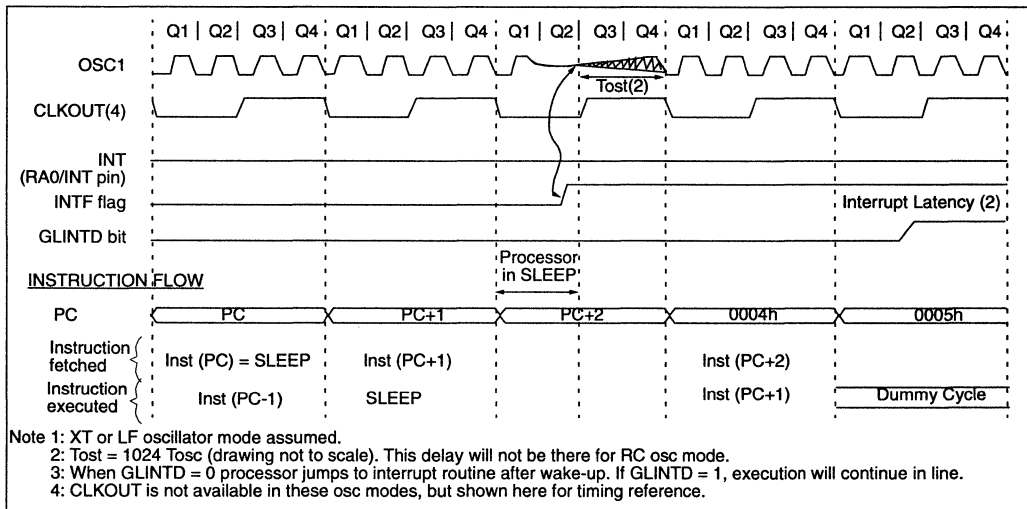 Q1 | Q2 | Q3 | Q4 | Q1 | Q2 | Q3 | Q4 | Q1 | Q2 | Q3 | Q4 | Q1 | Q2 | Q3 | Q4 | Q1 | Q2 | Q3 | Q4
OSC1
Tost(2)
CLKOUT(4)
INT
(RA0/INT pin)
INTF flag
Interrupt Latency (2)
GLINTD bit
Processor
in SLEEP
INSTRUCTION FLOW
PC PC PC+1 PC+2 0004h 0005h
Instruction
fetched
Inst (PC) = SLEEP Inst (PC+1) Inst (PC+2)
Instruction
executed
Inst (PC-1) SLEEP Inst (PC+1) Dummy Cycle
Note 1: XT or LF oscillator mode assumed.
2: Tost = 1024 Tosc (drawing not to scale). This delay will not be there for RC osc mode.
3: When GLINTD = 0 processor jumps to interrupt routine after wake-up. If GLINTD = 1, execution will continue in line.
4: CLKOUT is not available in these osc modes, but shown here for timing reference.